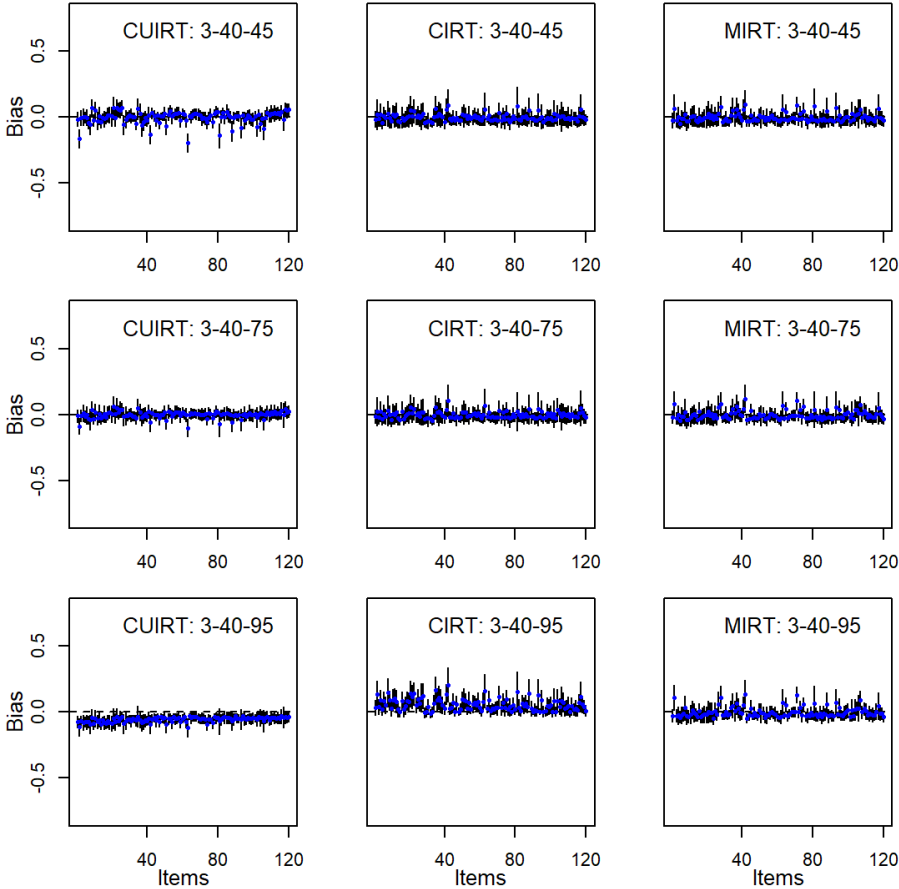 CUIRT: 3-40-45
CIRT: 3-40-45
MIRT: 3-40-45
0.5
0.0
-0.5
Bias
40 80 120
40 80 120
40 80 120
CUIRT: 3-40-75
CIRT: 3-40-75
MIRT: 3-40-75
0.5
0.0
-0.5
Bias
40 80 120
40 80 120
40 80 120
CUIRT: 3-40-95
CIRT: 3-40-95
MIRT: 3-40-95
0.5
0.0
-0.5
Bias
40 80 120
40 80 120
40 80 120
Items
Items
Items